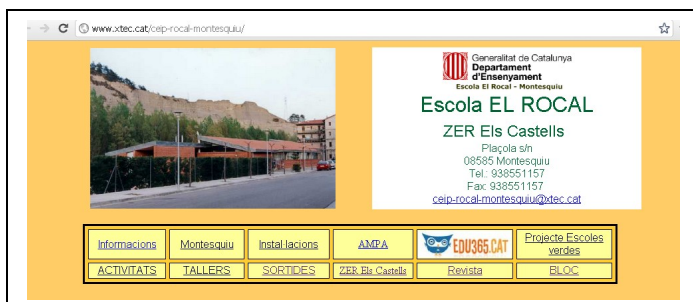 www.xtec.cat/ceip-rocal-montesquiu/
Generalitat de Catalunya
Departament
d'Ensenyament
Escola El Rocal - Montesquiu
Escola EL ROCAL
ZER Els Castells
Plaçola s/n
08585 Montesquiu
Tel.: 938551157
Fax: 938551157
ceip-rocal-montesquiu@xtec.cat
Informacions Montesquiu Instal·lacions AMPA EDU365.CAT Projecte Escoles
verdes
ACTIVITATS TALLERS SORTIDES ZER Els Castells Revista BLOC